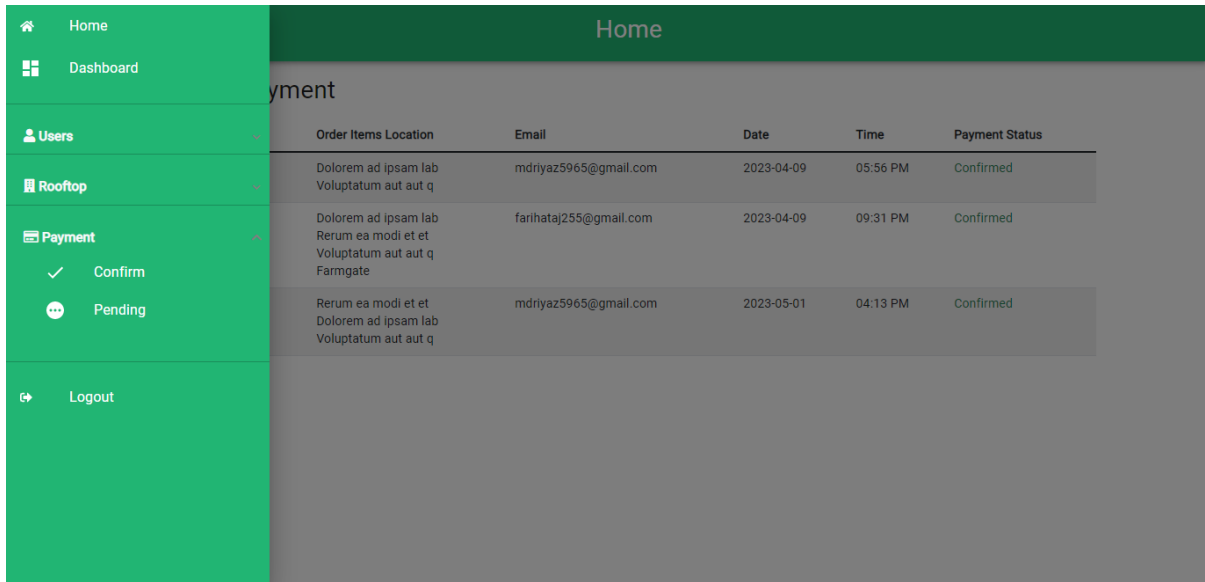 Home
Dashboard
Users
Rooftop
Payment
Confirm
Pending
Logout
Home
yment
Order Items Location Email Date Time Payment Status
Dolorem ad ipsam lab mdriyaz5965@gmail.com 2023-04-09 05:56 PM Confirmed
Voluptatum aut aut q
Dolorem ad ipsam lab farihataj255@gmail.com 2023-04-09 09:31 PM Confirmed
Rerum ea modi et et
Voluptatum aut aut q
Farmgate
Rerum ea modi et et mdriyaz5965@gmail.com 2023-05-01 04:13 PM Confirmed
Dolorem ad ipsam lab
Voluptatum aut aut q